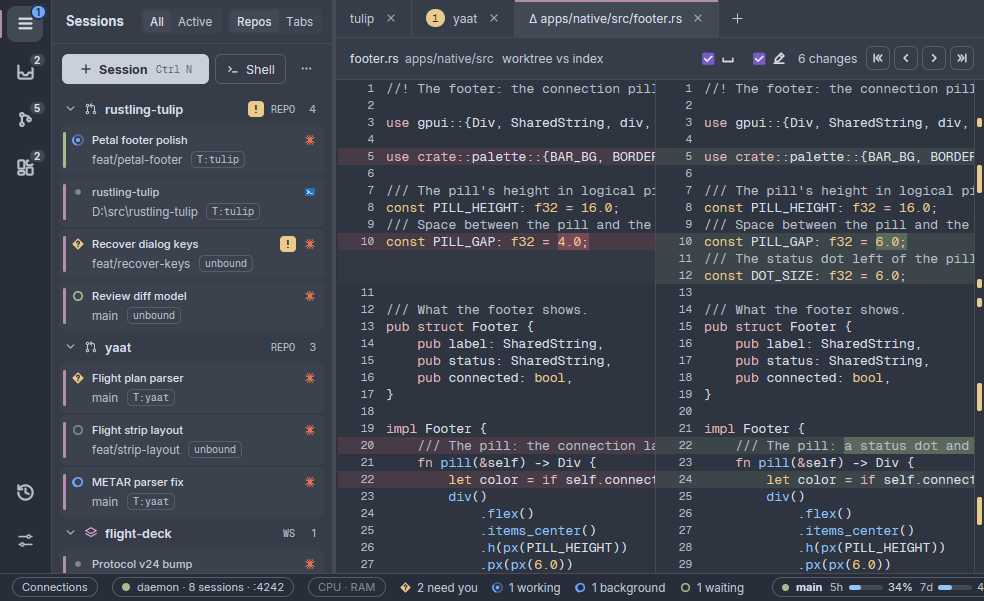 1
2
5
2
Sessions All Active Repos Tabs
+ Session Ctrl N
>_ Shell ...
rustling-tulip ! REPO 4
Petal footer polish
feat/petal-footer T:tulip
rustling-tulip
D:\src\rustling-tulip T:tulip
Recover dialog keys !
feat/recover-keys unbound
Review diff model
main unbound
yaat REPO 3
Flight plan parser
main T:yaat
Flight strip layout
feat/strip-layout unbound
METAR parser fix
main T:yaat
flight-deck WS 1
Protocol v24 bump
tulip × 1 yaat × Δ apps/native/src/footer.rs × +
footer.rs apps/native/src worktree vs index 6 changes
1 //! The footer: the connection pill
2
3 use gpui::{Div, SharedString, div,
4
5 use crate::palette::{BAR_BG, BORDER
6
7 /// The pill's height in logical pi
8 const PILL_HEIGHT: f32 = 16.0;
9 /// Space between the pill and the
10 const PILL_GAP: f32 = 4.0;
11
12 /// What the footer shows.
13 pub struct Footer {
14 pub label: SharedString,
15 pub status: SharedString,
16 pub connected: bool,
17 }
18
19 impl Footer {
20 /// The pill: the connection la
21 fn pill(&self) -> Div {
22 let color = if self.connect
23 div()
24 .flex()
25 .items_center()
26 .h(px(PILL_HEIGHT))
27 .px(px(6.0))
1 //! The footer: the connection pill
2
3 use gpui::{Div, SharedString, div,
4
5 use crate::palette::{BAR_BG, BORDER
6
7 /// The pill's height in logical pi
8 const PILL_HEIGHT: f32 = 16.0;
9 /// Space between the pill and the
10 const PILL_GAP: f32 = 6.0;
11 /// The status dot left of the pill
12 const DOT_SIZE: f32 = 6.0;
13
14 /// What the footer shows.
15 pub struct Footer {
16 pub label: SharedString,
17 pub status: SharedString,
18 pub connected: bool,
19 }
20
21 impl Footer {
22 /// The pill: a status dot and
23 fn pill(&self) -> Div {
24 let color = if self.connect
25 div()
26 .flex()
27 .items_center()
28 .h(px(PILL_HEIGHT))
29 .px(px(6.0))
Connections daemon · 8 sessions · :4242 CPU · RAM 2 need you 1 working 1 background 1 waiting main 5h 34% 7d 4